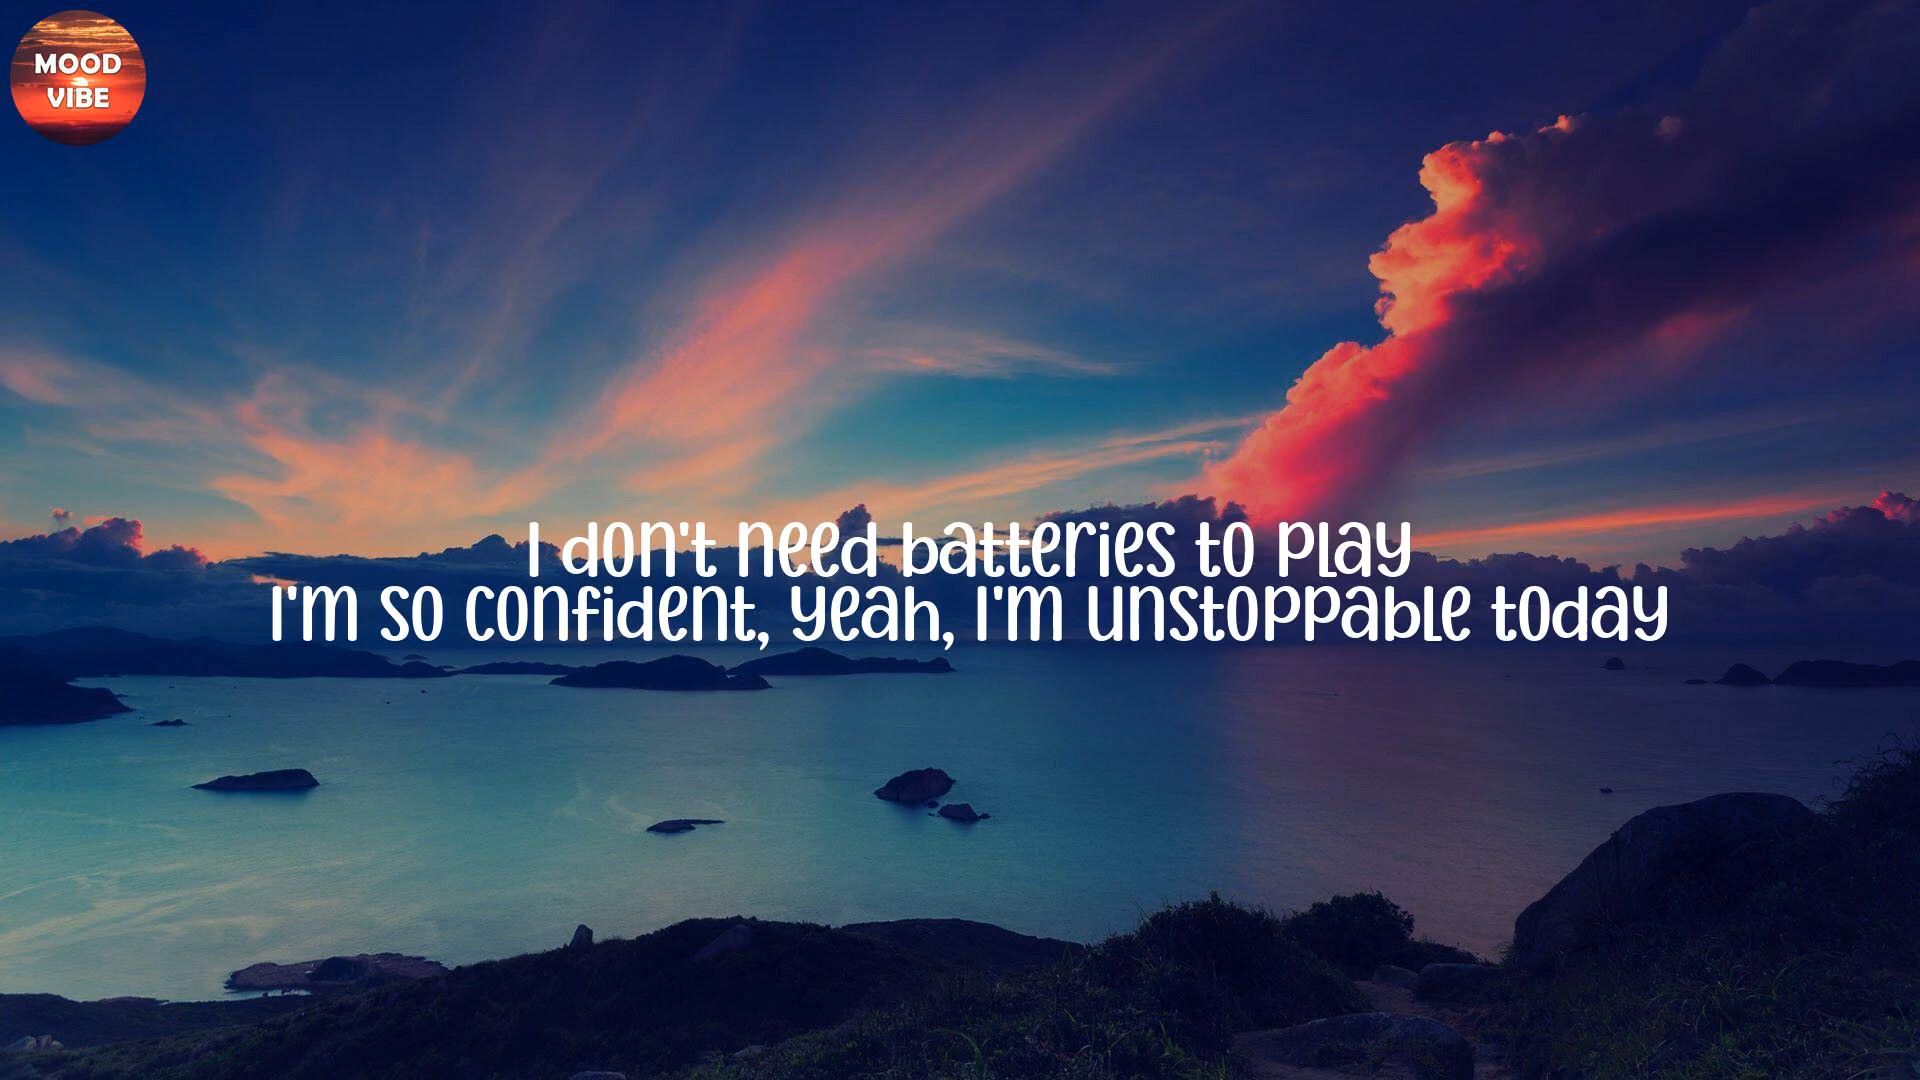 MOOD
VIBE
I don't need batteries to play
I'm so confident, yeah, I'm unstoppable today